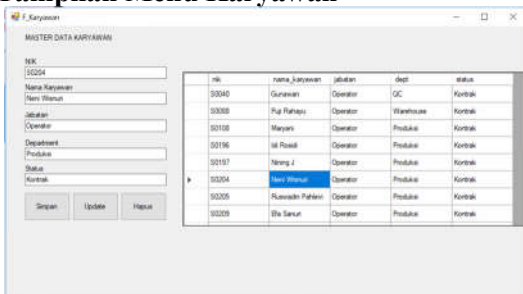 Tampilan Menu Karyawan
F_Karyawan
MASTER DATA KARYAWAN
NIK
S0204
Nama Karyawan
Neni Wisnuri
Jabatan
Operator
Department
Produksi
Status
Kontrak
Simpan Update Hapus
nik nama_karyawan jabatan dept status
S0040 Gunawan Operator QC Kontrak
S0088 Puji Rahayu Operator Warehouse Kontrak
S0108 Maryani Operator Produksi Kontrak
S0196 Idi Rosidi Operator Produksi Kontrak
S0197 Nining J Operator Produksi Kontrak
S0204 Neni Operator Produksi Kontrak
S0205 Ruswadin Pahlevi Operator Produksi Kontrak
S0209 Elis Sanuri Operator Produksi Kontrak